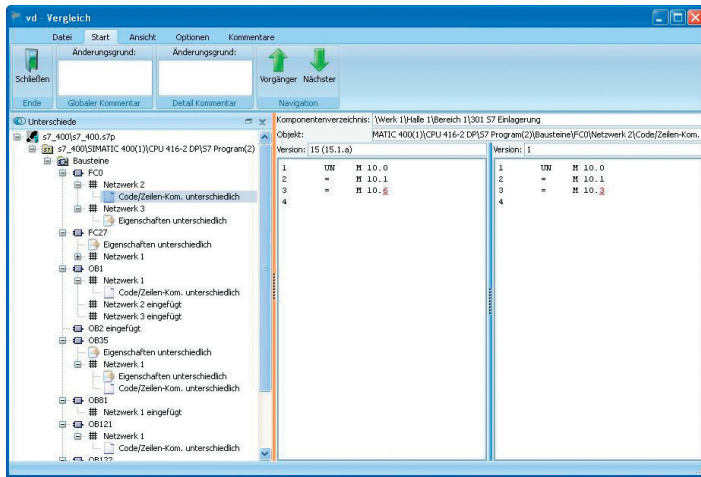 vd - Vergleich
Datei Start Ansicht Optionen Kommentare
Änderungsgrund: Änderungsgrund:
Schließen Vorgänger Nächster
Ende Globaler Kommentar Detail Kommentar Navigation
Unterschiede
s7_400\s7_400.s7p
s7_400\SIMATIC 400(1)\CPU 416-2 DP\S7 Program(2)
Bausteine
FC0
Netzwerk 2
Code/Zeilen-Kom. unterschiedlich
Netzwerk 3
Eigenschaften unterschiedlich
FC27
Eigenschaften unterschiedlich
Netzwerk 1
OB1
Netzwerk 1
Code/Zeilen-Kom. unterschiedlich
Netzwerk 2 eingefügt
Netzwerk 3 eingefügt
OB2 eingefügt
OB35
Eigenschaften unterschiedlich
Netzwerk 1
Eigenschaften unterschiedlich
Code/Zeilen-Kom. unterschiedlich
OB81
Netzwerk 1 eingefügt
OB121
Netzwerk 1
Code/Zeilen-Kom. unterschiedlich
OB122
Komponentenverzeichnis: \Werk 1\Halle 1\Bereich 1\301 S7 Einlagerung
Objekt: MATIC 400(1)\CPU 416-2 DP\S7 Program(2)\Bausteine\FC0\Netzwerk 2\Code/Zeilen-Kom.
Version: 15 (15.1.a)
1 UN M 10.0
2 = M 10.1
3 = M 10.6
4
Version: 1
1 UN M 10.0
2 = M 10.1
3 = M 10.3
4